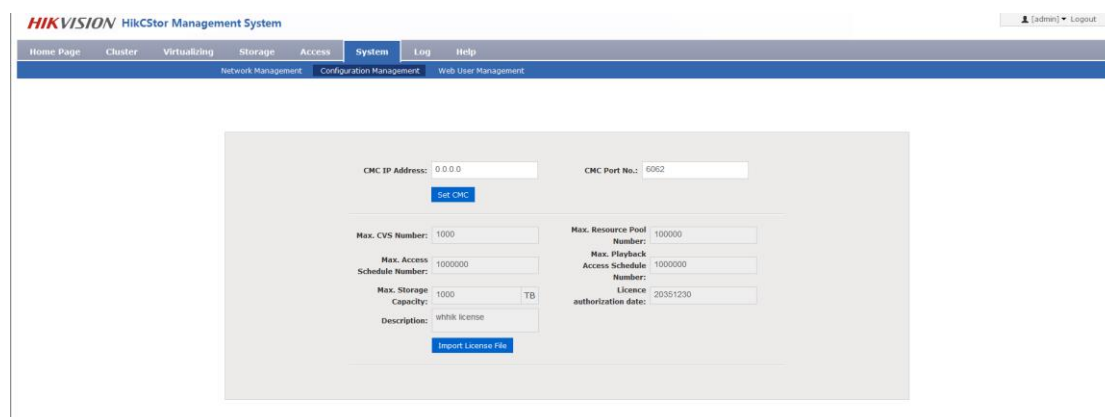 HIKVISION HikCStor Management System
[admin] Logout
Home Page Cluster Virtualizing Storage Access System Log Help
Network Management Configuration Management Web User Management
CMC IP Address: 0.0.0.0 CMC Port No.: 6062
Set CMC
Max. CVS Number: 1000
Max. Resource Pool
Number: 100000
Max. Access
Schedule Number: 1000000
Max. Playback
Access Schedule
Number: 1000000
Max. Storage
Capacity: 1000 TB
Licence
authorization date: 20351230
Description: whhik license
Import License File